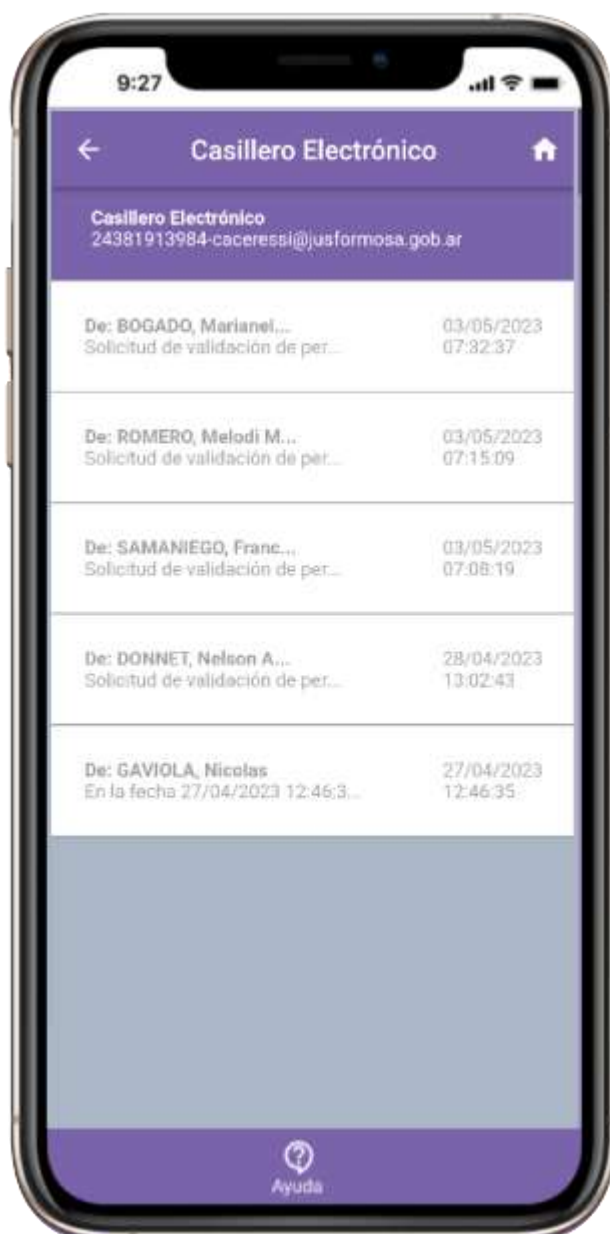 9:27
Casillero Electrónico
Casillero Electrónico
24381913984-caceressi@jusformosa.gob.ar
De: BOGADO, Marianel... 03/05/2023
Solicitud de validación de per... 07:32:37
De: ROMERO, Melodi M... 03/05/2023
Solicitud de validación de per... 07:15:09
De: SAMANIEGO, Franc... 03/05/2023
Solicitud de validación de per... 07:08:19
De: DONNET, Nelson A... 28/04/2023
Solicitud de validación de per... 13:02:43
De: GAVIOLA, Nicolas 27/04/2023
En la fecha 27/04/2023 12:46:3... 12:46:35
Ayuda